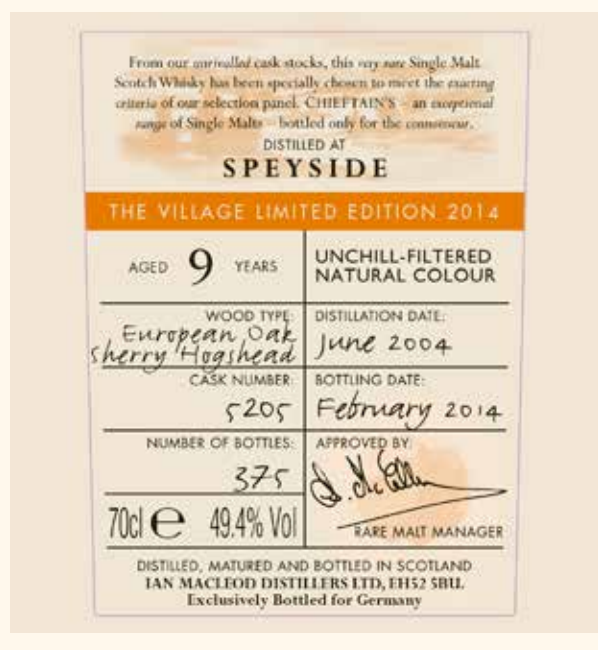 From our unrivalled cask stocks, this very rare Single Malt
Scotch Whisky has been specially chosen to meet the exacting
criteria of our selection panel. CHIEFTAIN'S – an exceptional
range of Single Malts – bottled only for the connoisseur.
DISTILLED AT
SPEYSIDE
THE VILLAGE LIMITED EDITION 2014
AGED 9 YEARS
UNCHILL-FILTERED
NATURAL COLOUR
WOOD TYPE:
European Oak
Sherry Hogshead
DISTILLATION DATE:
June 2004
CASK NUMBER:
5205
BOTTLING DATE:
February 2014
NUMBER OF BOTTLES:
375
APPROVED BY:
70cl e 49.4% Vol
RARE MALT MANAGER
DISTILLED, MATURED AND BOTTLED IN SCOTLAND
IAN MACLEOD DISTILLERS LTD, EH52 5BU.
Exclusively Bottled for Germany